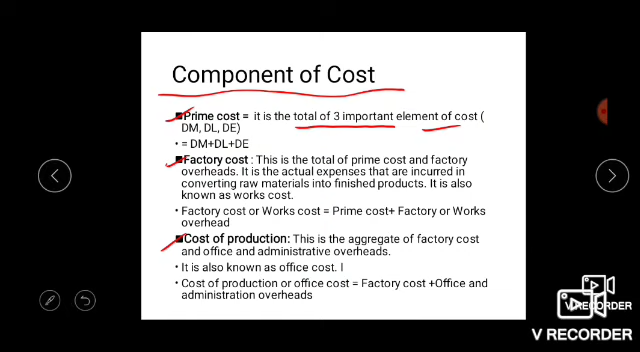 Component of Cost
Prime cost = it is the total of 3 important element of cost (
DM, DL, DE)
• = DM+DL+DE
Factory cost : This is the total of prime cost and factory
overheads. It is the actual expenses that are incurred in
converting raw materials into finished products. It is also
known as works cost.
• Factory cost or Works cost = Prime cost+ Factory or Works
overhead
Cost of production: This is the aggregate of factory cost
and office and administrative overheads.
• It is also known as office cost. I
• Cost of production or office cost = Factory cost +Office and
administration overheads
V RECORDER
V RECORDER